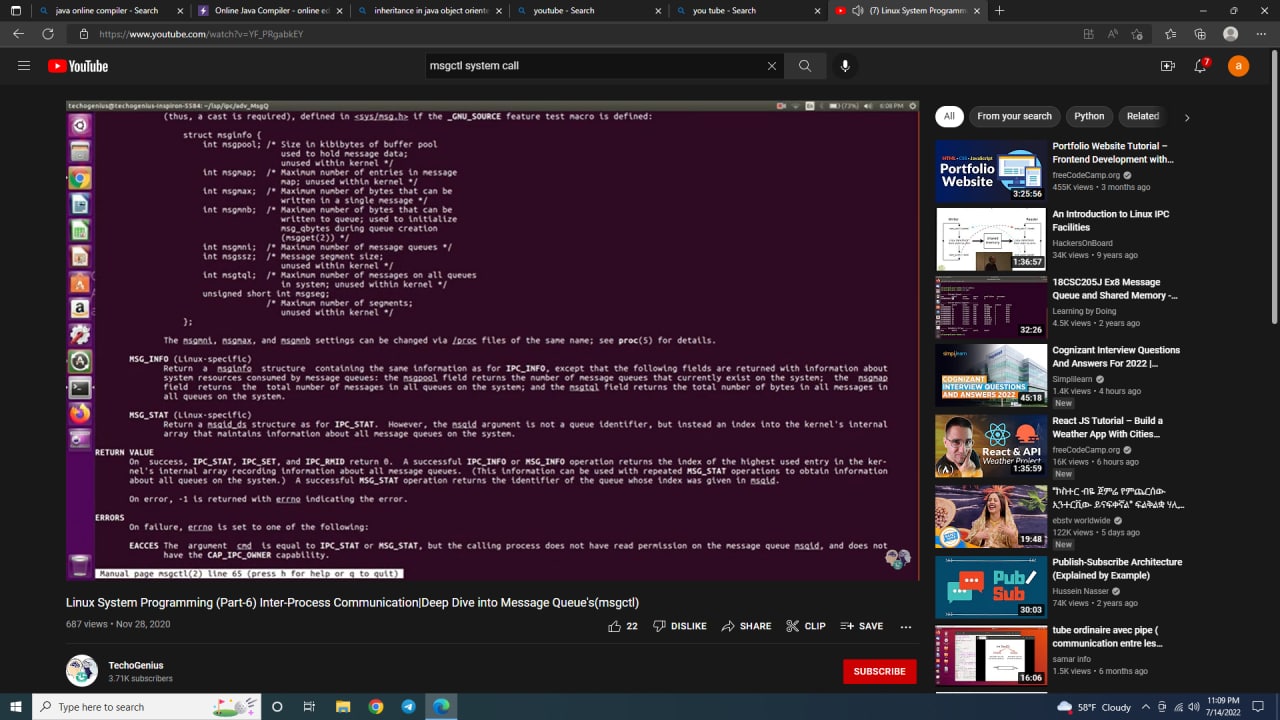 java online compiler - Search
Online Java Compiler - online ed
inheritance in java object oriente
youtube - Search
you tube - Search
(7) Linux System Programm
https://www.youtube.com/watch?v=YF_PRgabkEY
YouTube
msgctl system call
7
a
techogenius@techogenius-Inspiron-5584: ~/lsp/ipc/adv_MsgQ
En
(73%)
6:08 PM
(thus, a cast is required), defined in <sys/msg.h> if the _GNU_SOURCE feature test macro is defined:
struct msginfo {
int msgpool; /* Size in kibibytes of buffer pool
used to hold message data;
unused within kernel */
int msgmap; /* Maximum number of entries in message
map; unused within kernel */
int msgmax; /* Maximum number of bytes that can be
written in a single message */
int msgmnb; /* Maximum number of bytes that can be
written to queue; used to initialize
msg_qbytes during queue creation
(msgget(2)) */
int msgmni; /* Maximum number of message queues */
int msgssz; /* Message segment size;
unused within kernel */
int msgtql; /* Maximum number of messages on all queues
in system; unused within kernel */
unsigned short int msgseg;
/* Maximum number of segments;
unused within kernel */
};
The msgmni, msgmax, and msgmnb settings can be changed via /proc files of the same name; see proc(5) for details.
MSG_INFO (Linux-specific)
Return a msginfo structure containing the same information as for IPC_INFO, except that the following fields are returned with information about
system resources consumed by message queues: the msgpool field returns the number of message queues that currently exist on the system; the msgmap
field returns the total number of messages in all queues on the system; and the msgtql field returns the total number of bytes in all messages in
all queues on the system.
MSG_STAT (Linux-specific)
Return a msqid_ds structure as for IPC_STAT. However, the msqid argument is not a queue identifier, but instead an index into the kernel's internal
array that maintains information about all message queues on the system.
RETURN VALUE
On success, IPC_STAT, IPC_SET, and IPC_RMID return 0. A successful IPC_INFO or MSG_INFO operation returns the index of the highest used entry in the ker-
nel's internal array recording information about all message queues. (This information can be used with repeated MSG_STAT operations to obtain information
about all queues on the system.) A successful MSG_STAT operation returns the identifier of the queue whose index was given in msqid.
On error, -1 is returned with errno indicating the error.
ERRORS
On failure, errno is set to one of the following:
EACCES The argument cmd is equal to IPC_STAT or MSG_STAT, but the calling process does not have read permission on the message queue msqid, and does not
have the CAP_IPC_OWNER capability.
Manual page msgctl(2) line 65 (press h for help or q to quit)
Linux System Programming (Part-6) Inter-Process Communication|Deep Dive into Message Queue's(msgctl)
687 views • Nov 28, 2020
22
DISLIKE
SHARE
CLIP
SAVE
TechoGenius
3.71K subscribers
SUBSCRIBE
All
From your search
Python
Related
HTML • CSS • JavaScript
Portfolio
Website
3:25:56
Portfolio Website Tutorial –
Frontend Development with...
freeCodeCamp.org
455K views • 3 months ago
1:36:57
An Introduction to Linux IPC
Facilities
HackersOnBoard
34K views • 9 years ago
32:26
18CSC205J Ex8 Message
Queue and Shared Memory -...
Learning by Doing
4.5K views • 2 years ago
simplilearn
COGNIZANT
INTERVIEW QUESTIONS
AND ANSWERS 2022
45:18
Cognizant Interview Questions
And Answers For 2022 |...
Simplilearn
1.4K views • 4 hours ago
New
React & API
Weather Project
1:35:59
React JS Tutorial – Build a
Weather App With Cities...
freeCodeCamp.org
16K views • 6 hours ago
New
19:48
ebstv worldwide
122K views • 5 days ago
New
Pub/
Sub
30:03
Publish-Subscribe Architecture
(Explained by Example)
Hussein Nasser
74K views • 2 years ago
16:06
tube ordinaire avec pipe (
communication entre les...
samar info
1.5K views • 6 months ago
Type here to search
58°F Cloudy
11:09 PM
7/14/2022